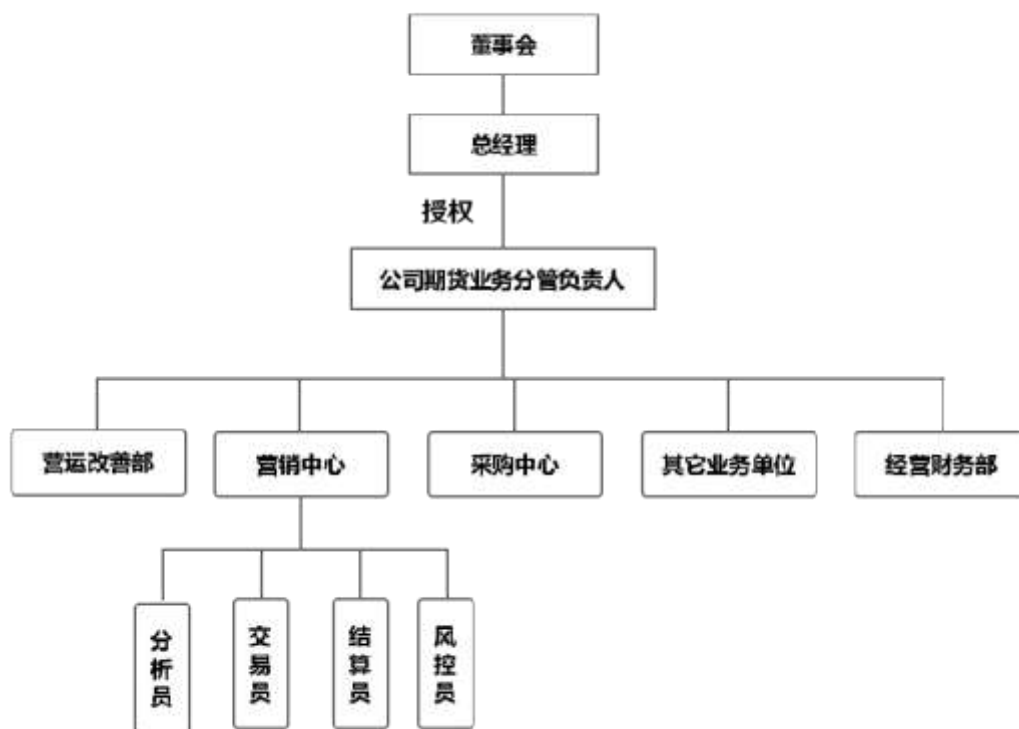 董事会
总经理
授权
公司期货业务分管负责人
营运改善部
营销中心
采购中心
其它业务单位
经营财务部
分析员
交易员
结算员
风控员